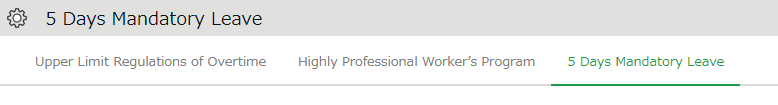 5 Days Mandatory Leave
Upper Limit Regulations of Overtime Highly Professional Worker’s Program 5 Days Mandatory Leave